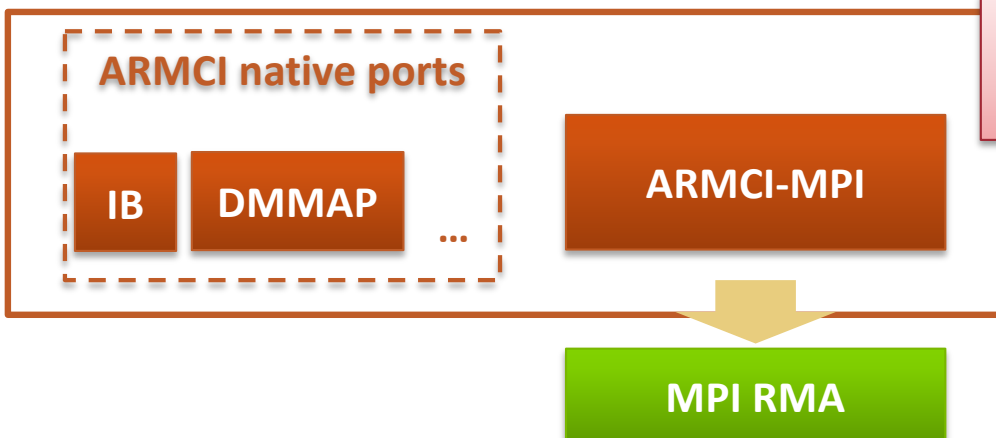 ARMCI native ports
IB
DMMAP
...
ARMCI-MPI
MPI RMA